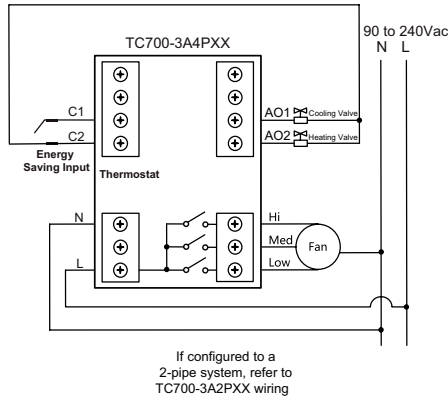 90 to 240Vac
N L
TC700-3A4PXX
C1
C2
Energy
Saving Input
Thermostat
AO1 Cooling Valve
AO2 Heating Valve
N
L
Hi
Med
Low
Fan
If configured to a
2-pipe system, refer to
TC700-3A2PXX wiring